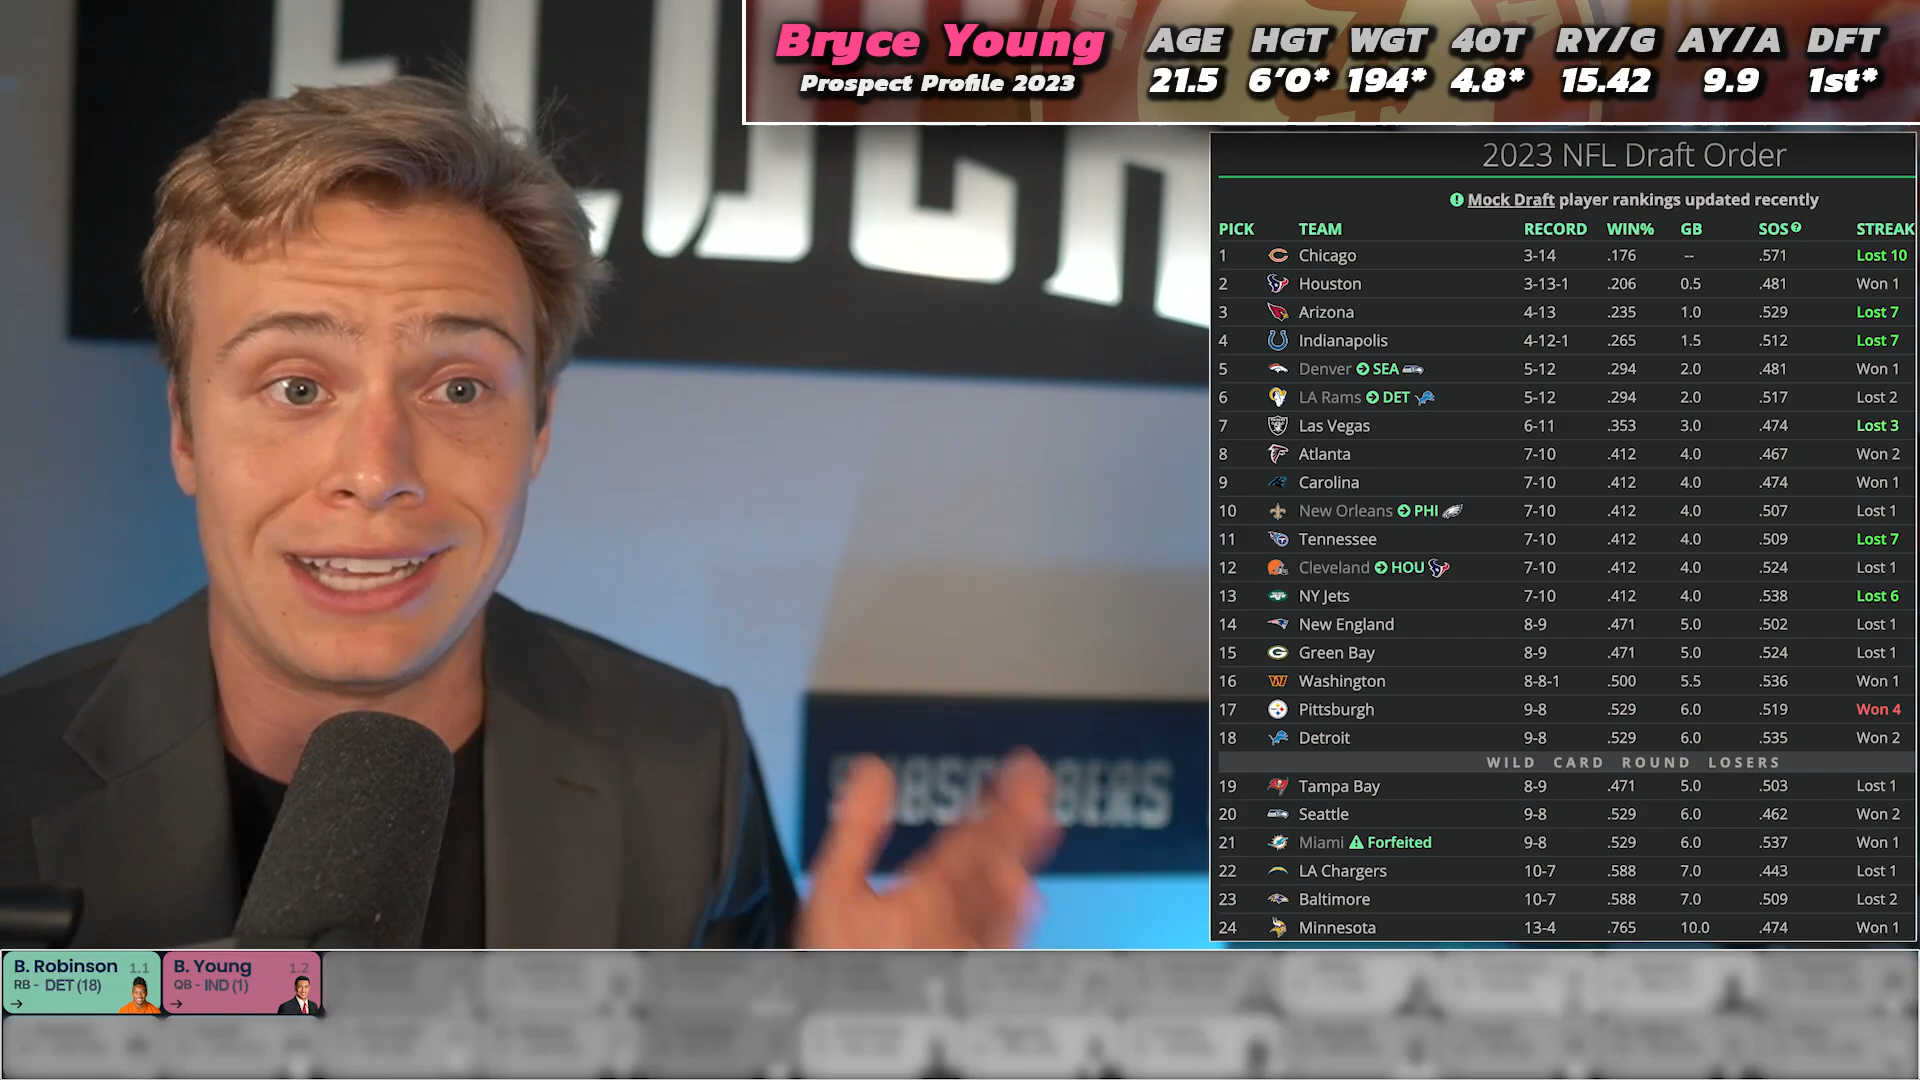 Bryce Young
Prospect Profile 2023
AGE HGT WGT 40T RY/G AY/A DFT
21.5 6'0* 194* 4.8* 15.42 9.9 1st*
2023 NFL Draft Order
Mock Draft player rankings updated recently
PICK TEAM RECORD WIN% GB SOS STREAK
1 Chicago 3-14 .176 -- .571 Lost 10
2 Houston 3-13-1 .206 0.5 .481 Won 1
3 Arizona 4-13 .235 1.0 .529 Lost 7
4 Indianapolis 4-12-1 .265 1.5 .512 Lost 7
5 Denver SEA 5-12 .294 2.0 .481 Won 1
6 LA Rams DET 5-12 .294 2.0 .517 Lost 2
7 Las Vegas 6-11 .353 3.0 .474 Lost 3
8 Atlanta 7-10 .412 4.0 .467 Won 2
9 Carolina 7-10 .412 4.0 .474 Won 1
10 New Orleans PHI 7-10 .412 4.0 .507 Lost 1
11 Tennessee 7-10 .412 4.0 .509 Lost 7
12 Cleveland HOU 7-10 .412 4.0 .524 Lost 1
13 NY Jets 7-10 .412 4.0 .538 Lost 6
14 New England 8-9 .471 5.0 .502 Lost 1
15 Green Bay 8-9 .471 5.0 .524 Lost 1
16 Washington 8-8-1 .500 5.5 .536 Won 1
17 Pittsburgh 9-8 .529 6.0 .519 Won 4
18 Detroit 9-8 .529 6.0 .535 Won 2
WILD CARD ROUND LOSERS
19 Tampa Bay 8-9 .471 5.0 .503 Lost 1
20 Seattle 9-8 .529 6.0 .462 Won 2
21 Miami Forfeited 9-8 .529 6.0 .537 Won 1
22 LA Chargers 10-7 .588 7.0 .443 Lost 1
23 Baltimore 10-7 .588 7.0 .509 Lost 2
24 Minnesota 13-4 .765 10.0 .474 Won 1
SUBSCRIBERS
B. Robinson 1.1
RB - DET (18)
B. Young 1.2
QB - IND (1)